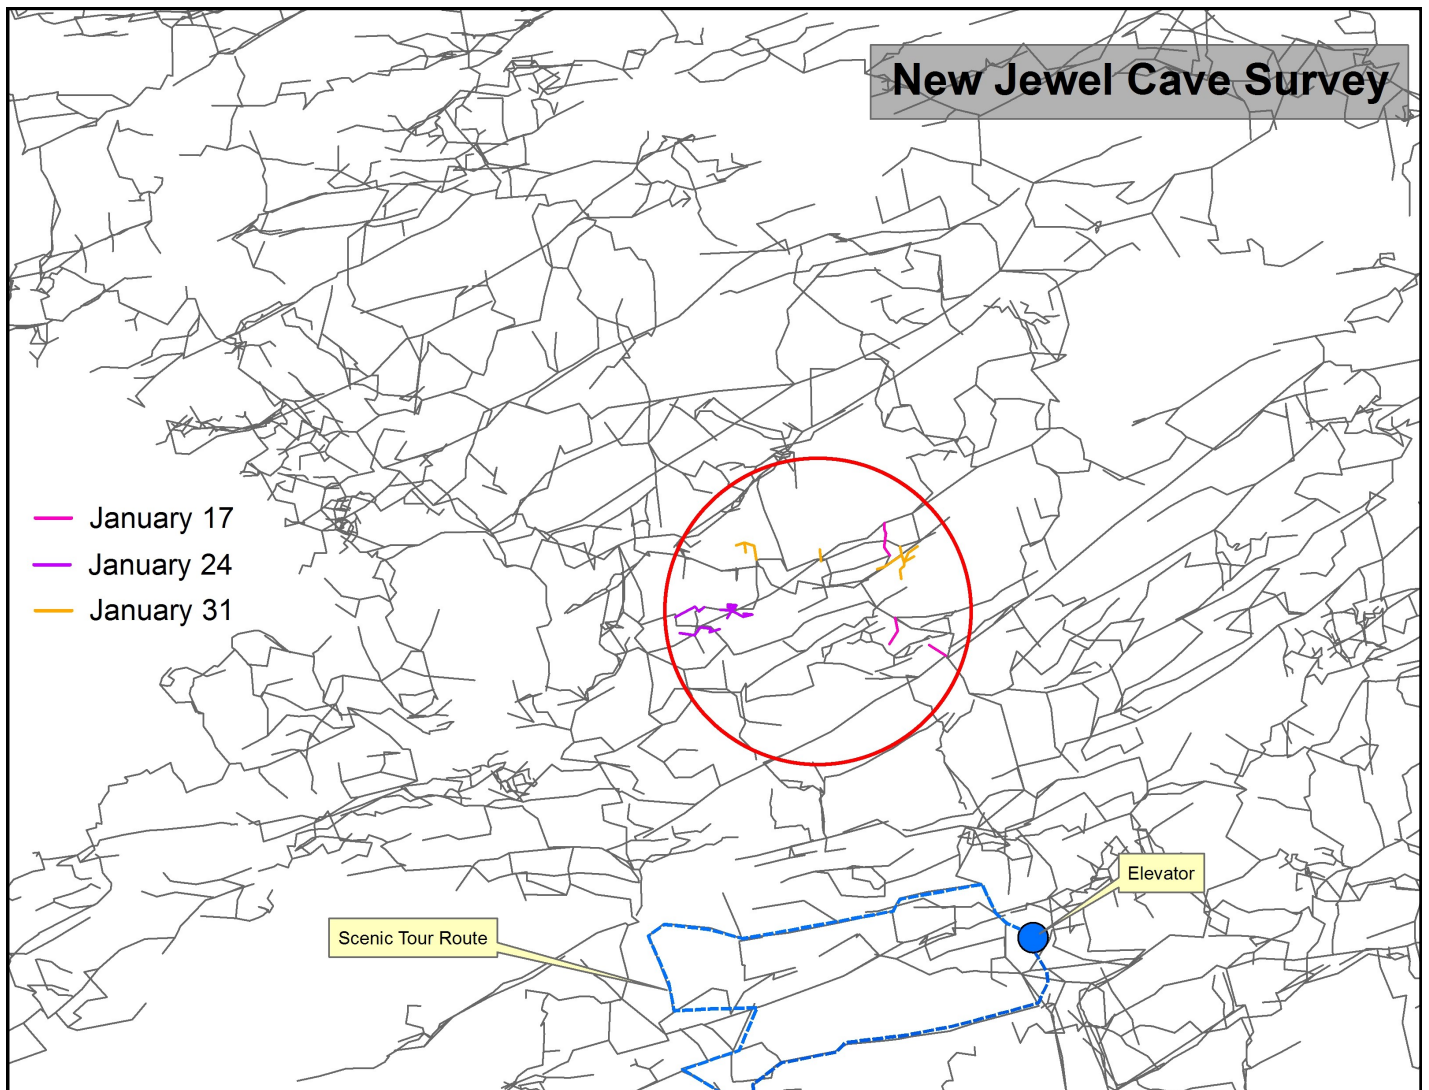 New Jewel Cave Survey
January 17
January 24
January 31
Elevator
Scenic Tour Route